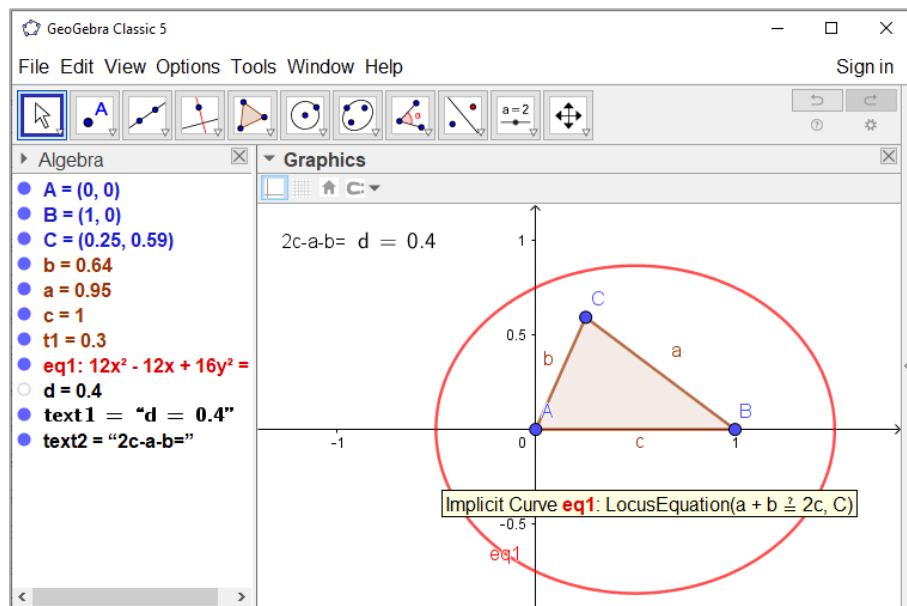 GeoGebra Classic 5
File Edit View Options Tools Window Help Sign in
A α a=2
Algebra
Graphics
A = (0, 0)
B = (1, 0)
C = (0.25, 0.59)
b = 0.64
a = 0.95
c = 1
t1 = 0.3
eq1: 12x² - 12x + 16y² =
d = 0.4
text1 = “d = 0.4”
text2 = “2c-a-b=”
2c-a-b= d = 0.4
1
C
0.5
b a
A B
-1 0 c 1
Implicit Curve eq1: LocusEquation(a + b ≟ 2c, C)
-0.5
eq1